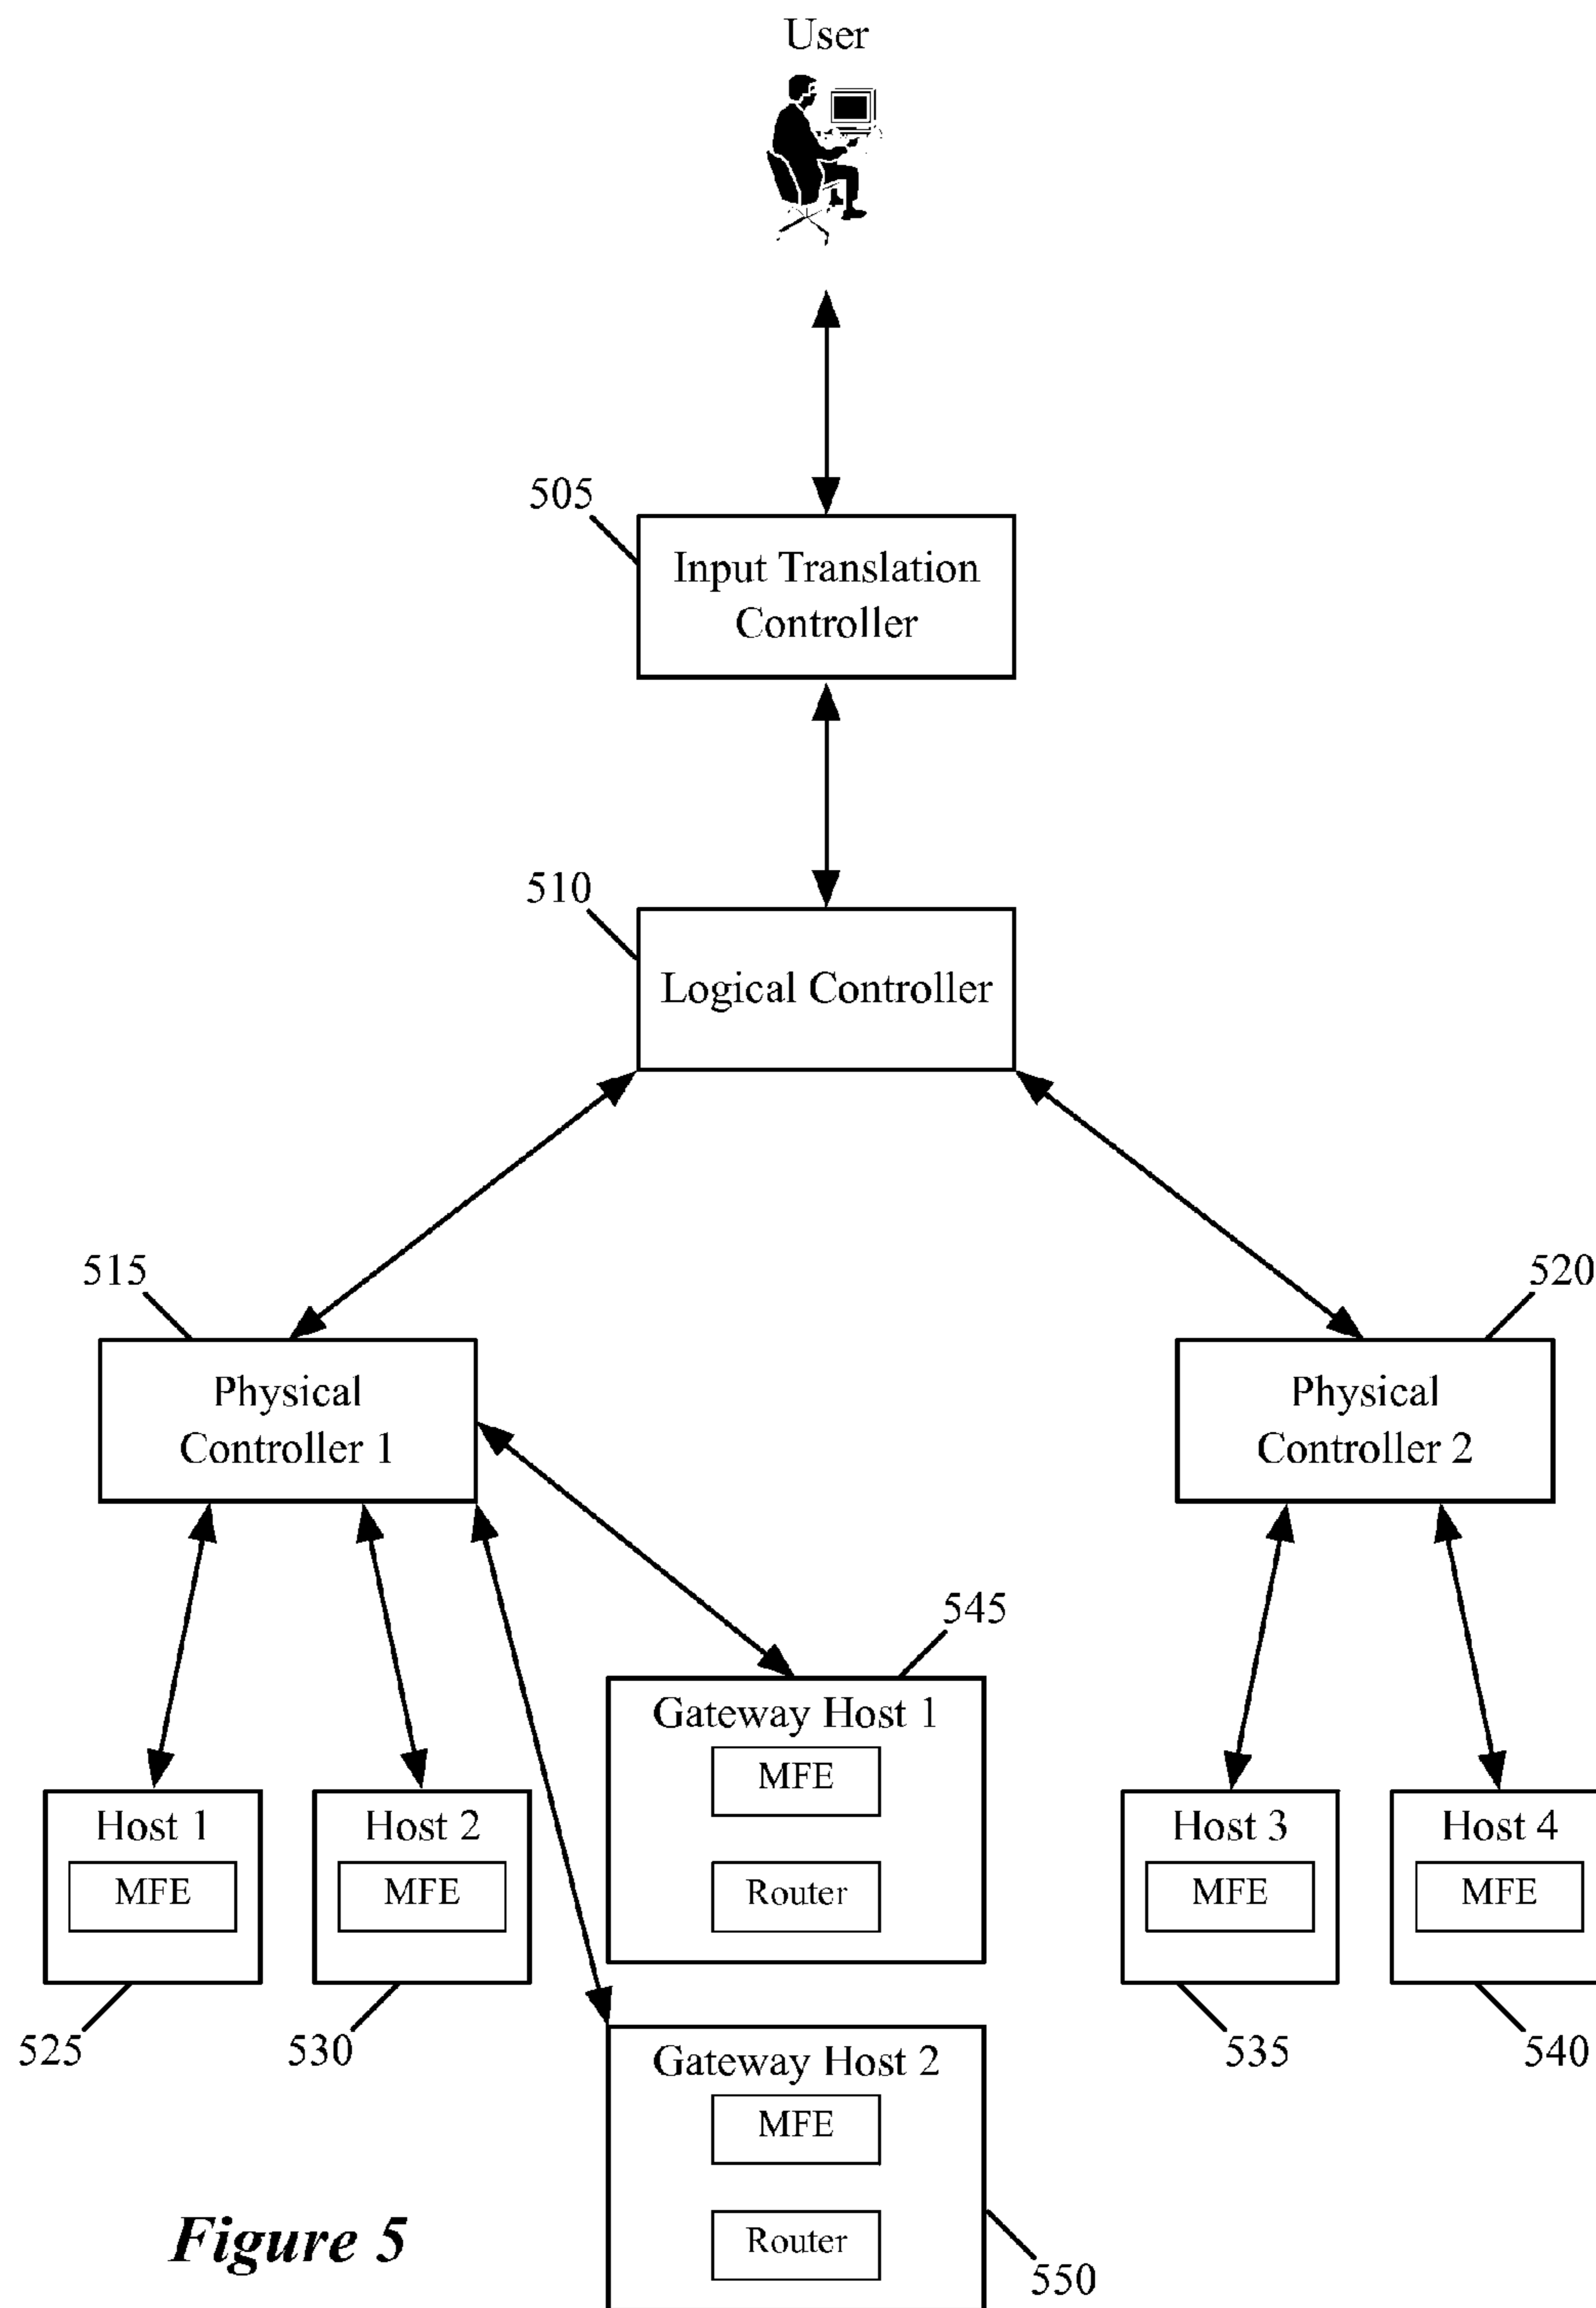 User
505
Input Translation
Controller
510
Logical Controller
515
520
Physical
Controller 1
Physical
Controller 2
545
Gateway Host 1
MFE
Router
Host 1
MFE
Host 2
MFE
Host 3
MFE
Host 4
MFE
525
530
535
540
Gateway Host 2
MFE
Router
550
Figure 5